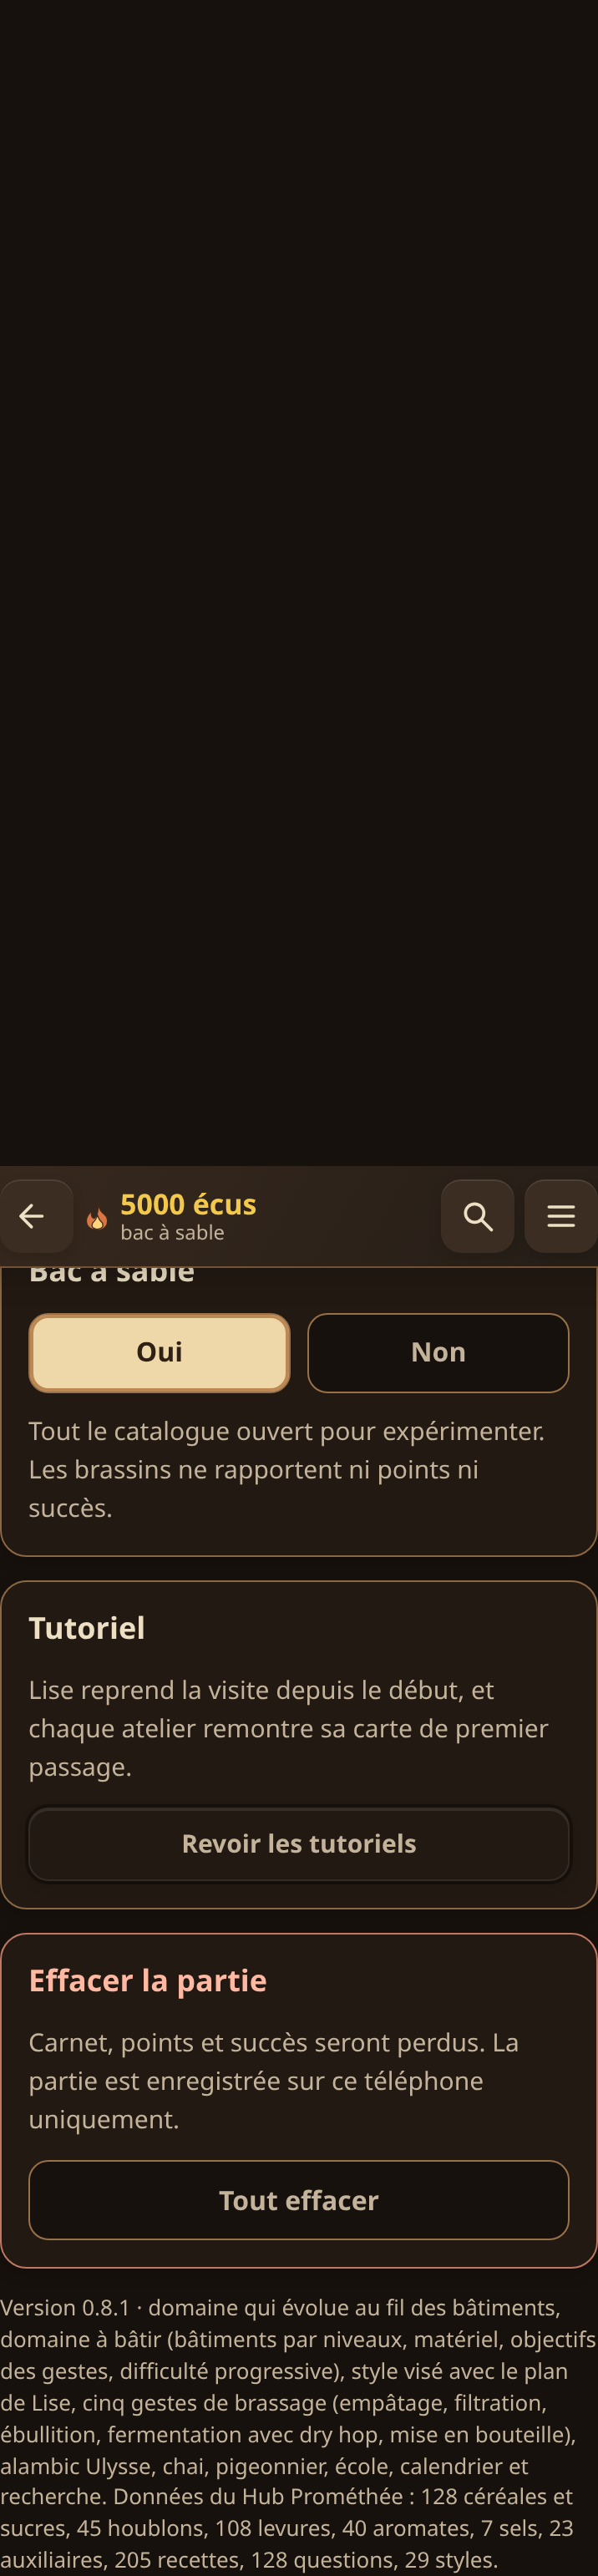 5000 écus
bac à sable
Bac à sable
Oui
Non
Tout le catalogue ouvert pour expérimenter.
Les brassins ne rapportent ni points ni
succès.
Tutoriel
Lise reprend la visite depuis le début, et
chaque atelier remontre sa carte de premier
passage.
Revoir les tutoriels
Effacer la partie
Carnet, points et succès seront perdus. La
partie est enregistrée sur ce téléphone
uniquement.
Tout effacer
Version 0.8.1 · domaine qui évolue au fil des bâtiments,
domaine à bâtir (bâtiments par niveaux, matériel, objectifs
des gestes, difficulté progressive), style visé avec le plan
de Lise, cinq gestes de brassage (empâtage, filtration,
ébullition, fermentation avec dry hop, mise en bouteille),
alambic Ulysse, chai, pigeonnier, école, calendrier et
recherche. Données du Hub Prométhée : 128 céréales et
sucres, 45 houblons, 108 levures, 40 aromates, 7 sels, 23
auxiliaires, 205 recettes, 128 questions, 29 styles.